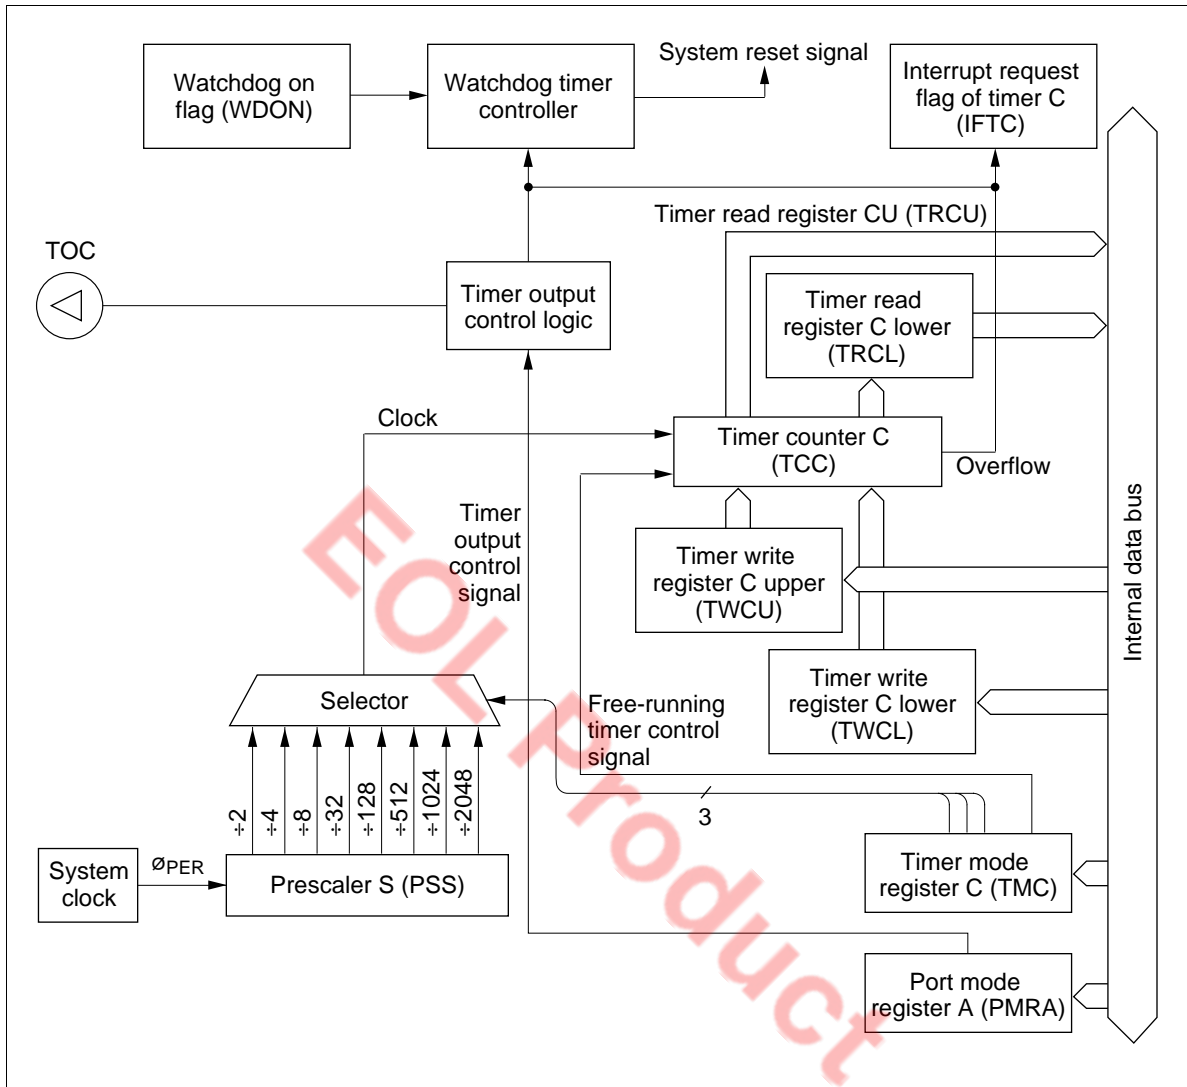 System reset signal
Watchdog on
flag (WDON)
Watchdog timer
controller
Interrupt request
flag of timer C
(IFTC)
Timer read register CU (TRCU)
TOC
Timer output
control logic
Timer read
register C lower
(TRCL)
Clock
Timer counter C
(TCC)
Overflow
Timer
output
control
signal
Timer write
register C upper
(TWCU)
Internal data bus
Timer write
register C lower
(TWCL)
Selector
Free-running
timer control
signal
÷2
÷4
÷8
÷32
÷128
÷512
÷1024
÷2048
3
System
clock
øPER
Prescaler S (PSS)
Timer mode
register C (TMC)
Port mode
register A (PMRA)
EOL Product